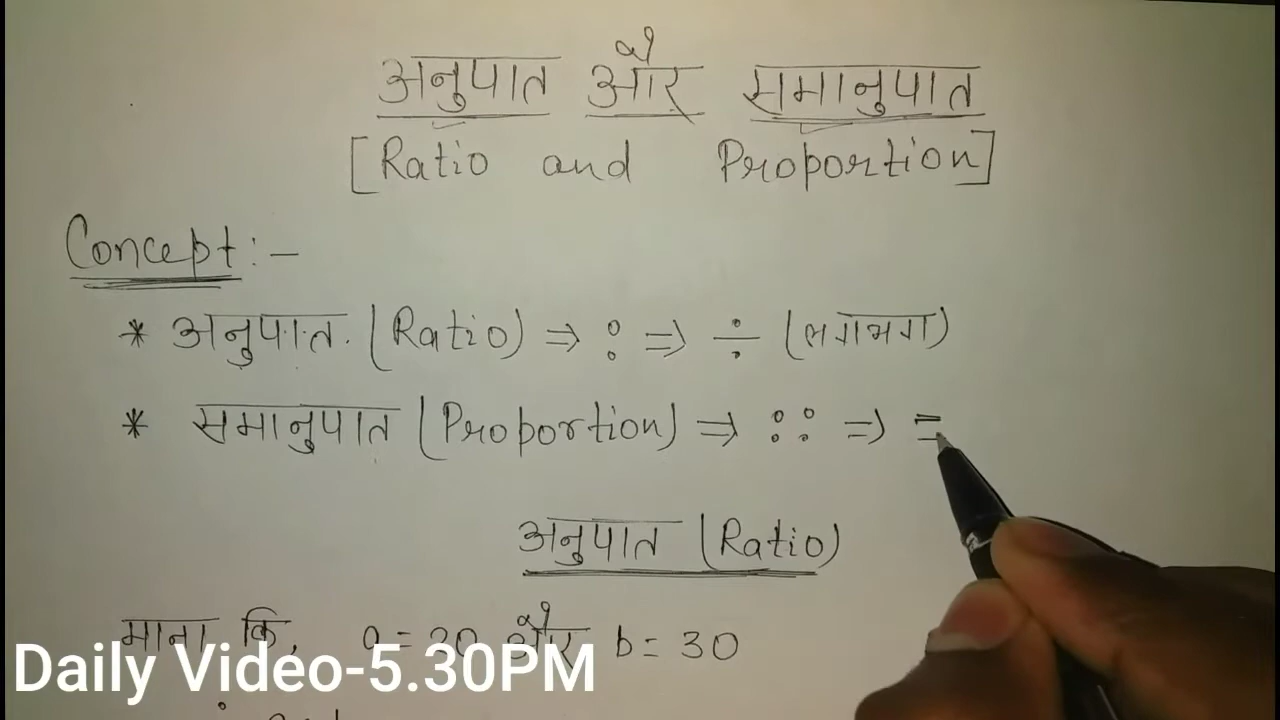 अनुपात और समानुपात
[Ratio and Proportion]
Concept:-
* अनुपात. (Ratio) ⇒ : ⇒ ÷ (लगभग)
* समानुपात (Proportion) ⇒ :: ⇒ =
अनुपात (Ratio)
माना कि, a = 20 और b = 30
Daily Video-5.30PM